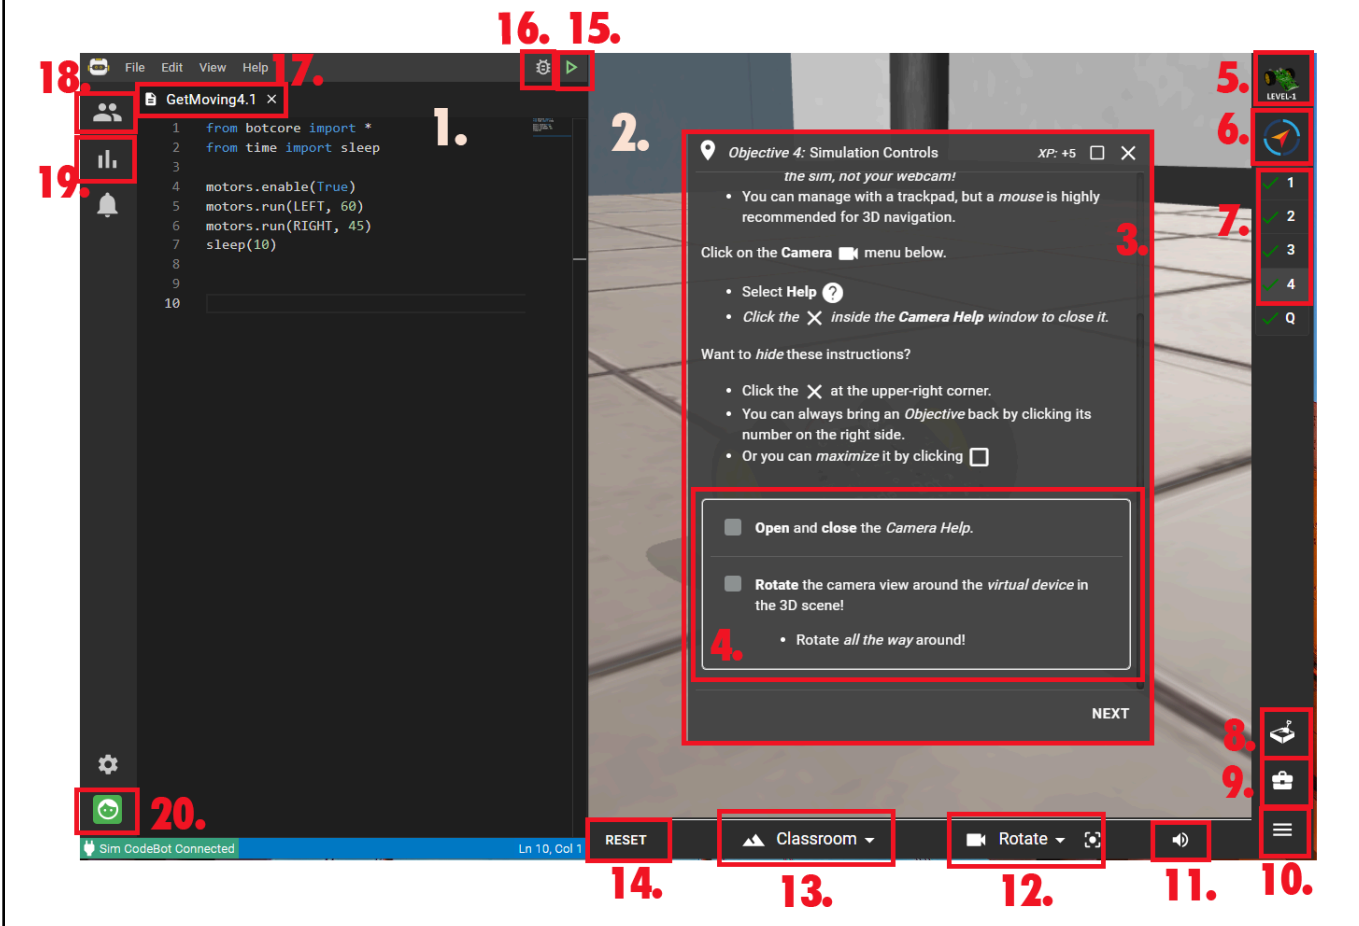 16. 15.
18. File Edit View Help 17. 5. LEVEL-1
GetMoving4.1 ×
1. 2. 6.
1 from botcore import *
2 from time import sleep
3
4 motors.enable(True)
5 motors.run(LEFT, 60)
6 motors.run(RIGHT, 45)
7 sleep(10)
8
9
10
19.
20.
Sim CodeBot Connected Ln 10, Col 1
Objective 4: Simulation Controls XP: +5
the sim, not your webcam!
• You can manage with a trackpad, but a mouse is highly
recommended for 3D navigation.
3.
Click on the Camera menu below.
• Select Help ?
• Click the X inside the Camera Help window to close it.
Want to hide these instructions?
• Click the X at the upper-right corner.
• You can always bring an Objective back by clicking its
number on the right side.
• Or you can maximize it by clicking
Open and close the Camera Help.
Rotate the camera view around the virtual device in
the 3D scene!
4. • Rotate all the way around!
NEXT
1
2
7.
3
4
Q
8.
9.
RESET Classroom Rotate
14. 13. 12. 11. 10.